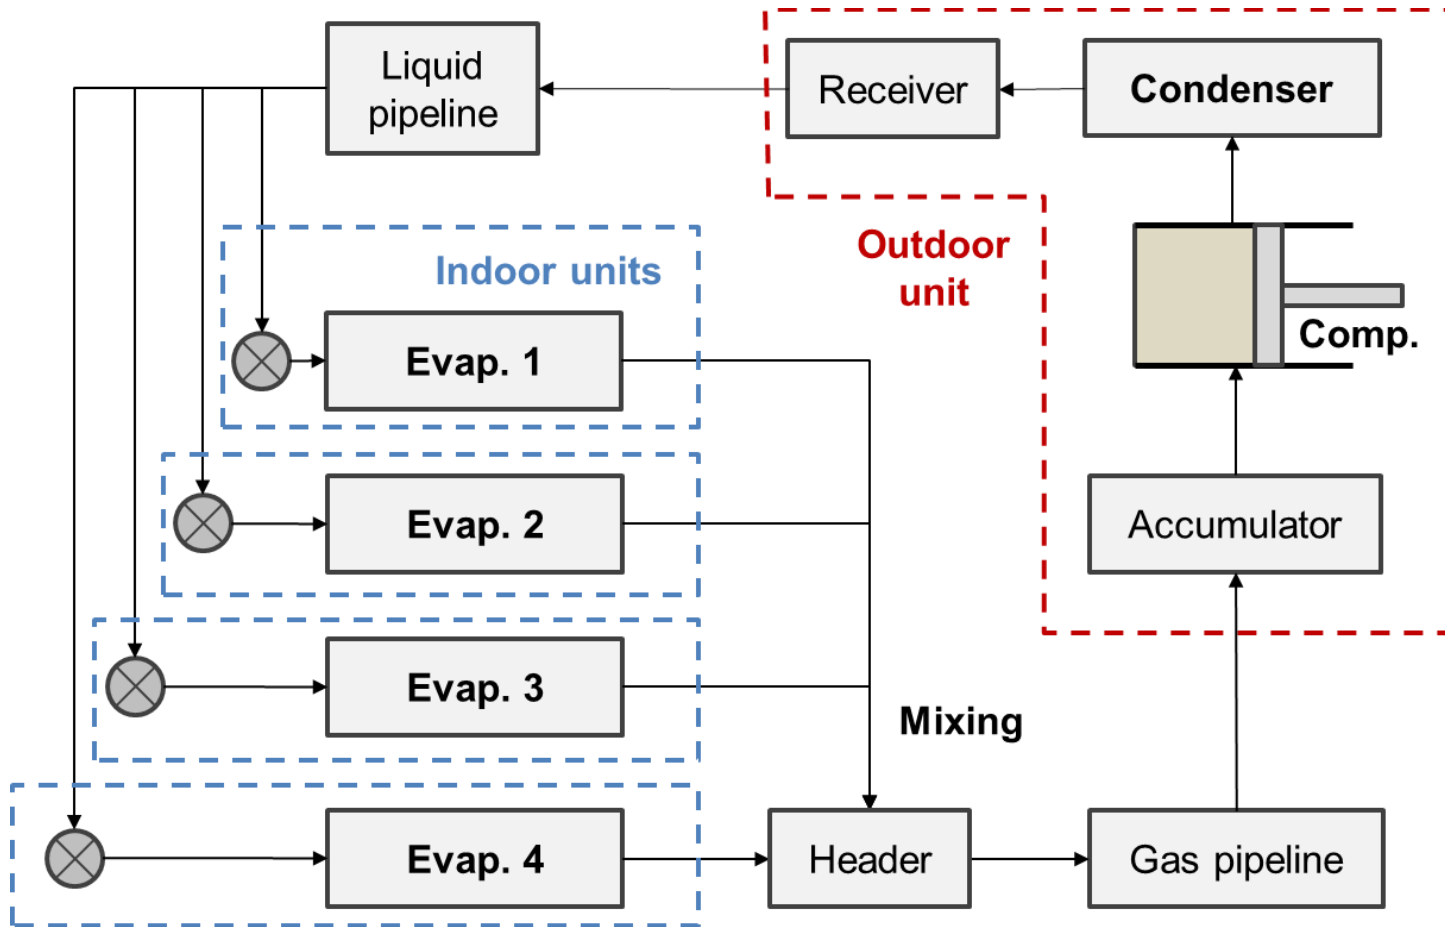 Liquid
pipeline
Receiver
Condenser
Indoor units
Outdoor
unit
Comp.
Evap. 1
Evap. 2
Accumulator
Evap. 3
Mixing
Evap. 4
Header
Gas pipeline